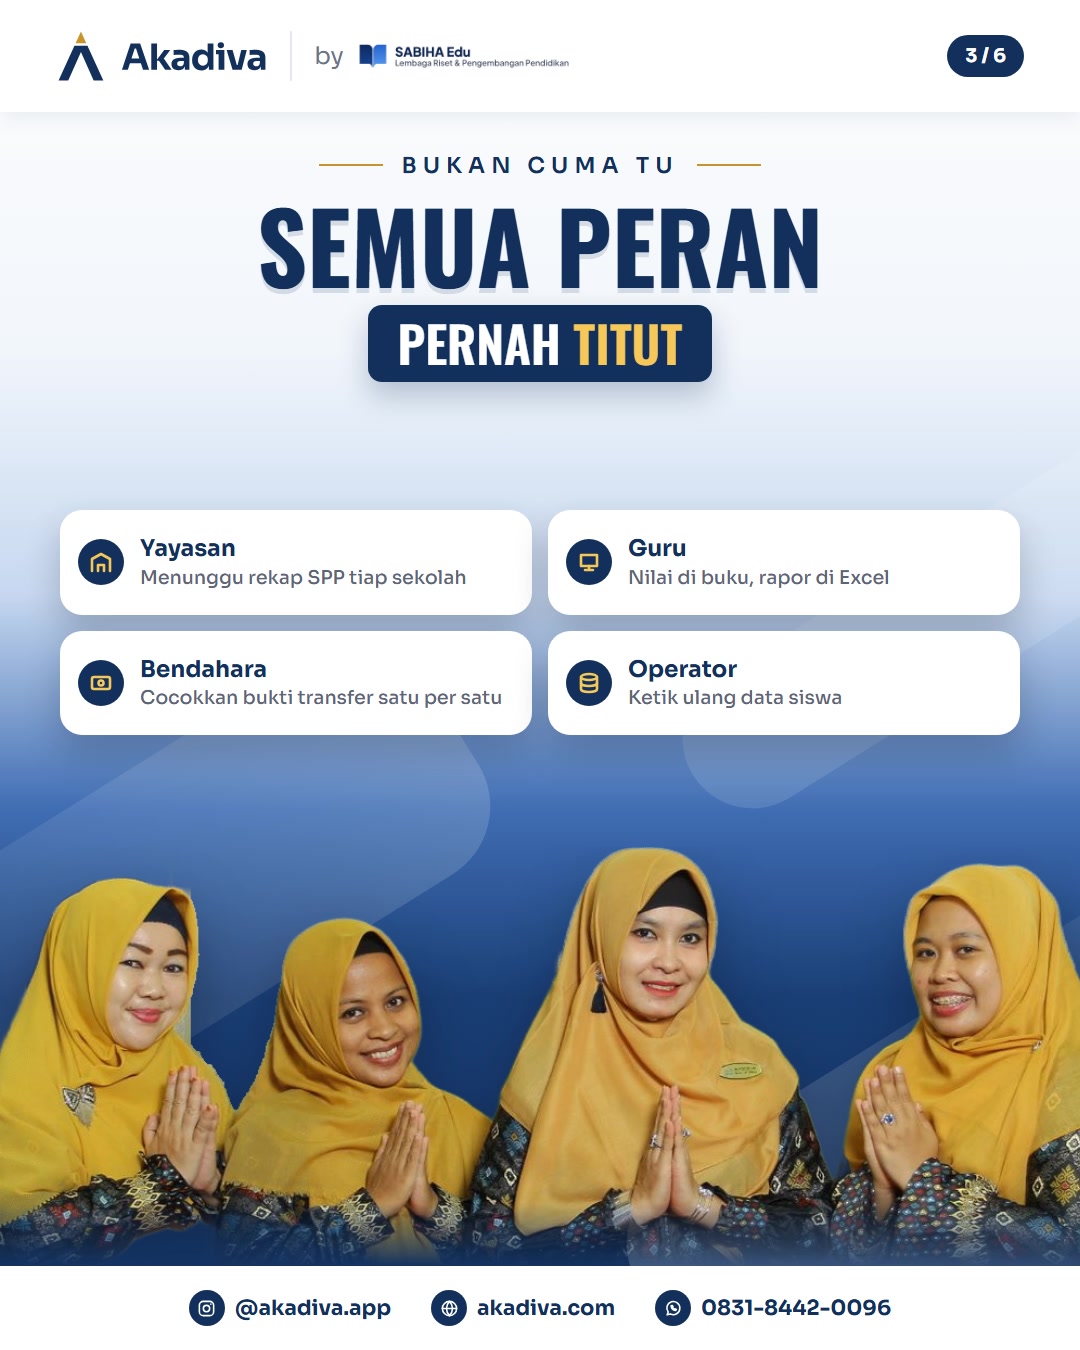 Akadiva
by
SABIHA Edu
Lembaga Riset & Pengembangan Pendidikan
3 / 6
BUKAN CUMA TU
SEMUA PERAN
PERNAH TITUT
Yayasan
Menunggu rekap SPP tiap sekolah
Guru
Nilai di buku, rapor di Excel
Bendahara
Cocokkan bukti transfer satu per satu
Operator
Ketik ulang data siswa
@akadiva.app
akadiva.com
0831-8442-0096